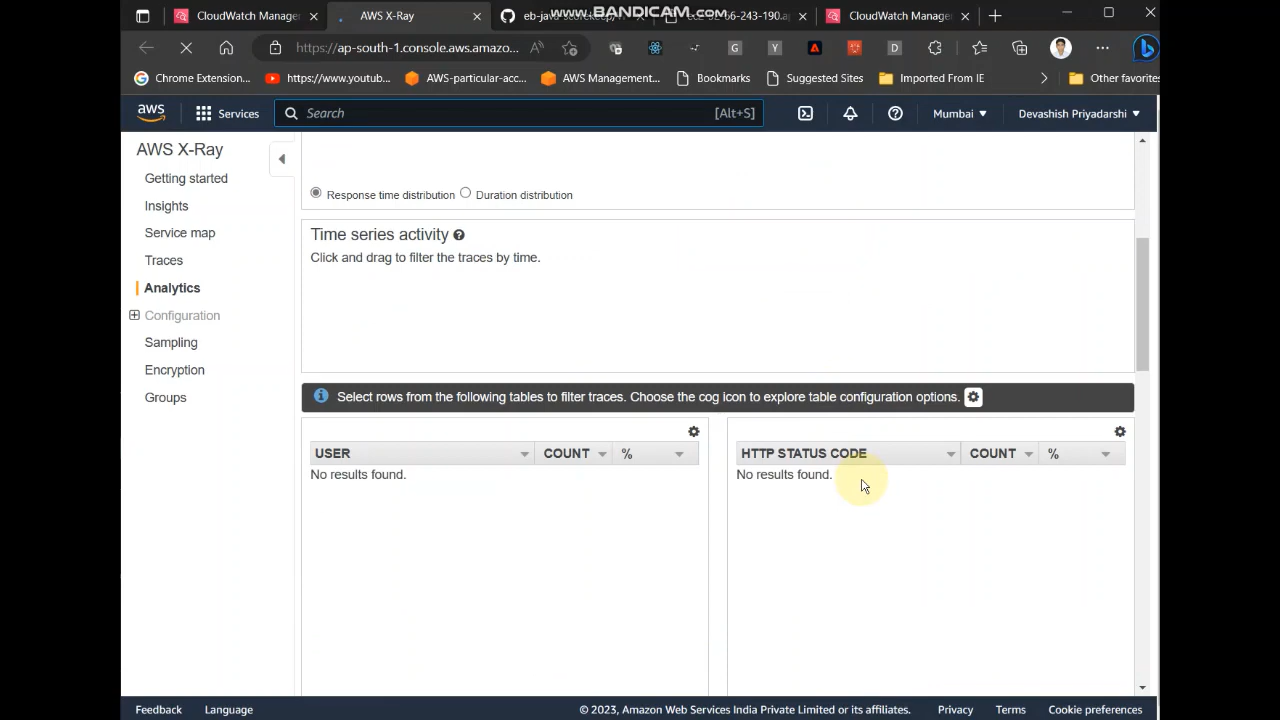 www.BANDICAM.com
CloudWatch Manage
AWS X-Ray
CloudWatch Manage
https://ap-south-1.console.aws.amazo...
Chrome Extension...
https://www.youtub...
AWS-particular-acc...
AWS Management...
Bookmarks
Suggested Sites
Imported From IE
Other favorites
aws
Services
Search
[Alt+S]
Mumbai
Devashish Priyadarshi
AWS X-Ray
Getting started
Insights
Service map
Traces
Analytics
Configuration
Sampling
Encryption
Groups
Response time distribution
Duration distribution
Time series activity
Click and drag to filter the traces by time.
Select rows from the following tables to filter traces. Choose the cog icon to explore table configuration options.
USER COUNT %
No results found.
HTTP STATUS CODE COUNT %
No results found.
Feedback
Language
© 2023, Amazon Web Services India Private Limited or its affiliates.
Privacy
Terms
Cookie preferences